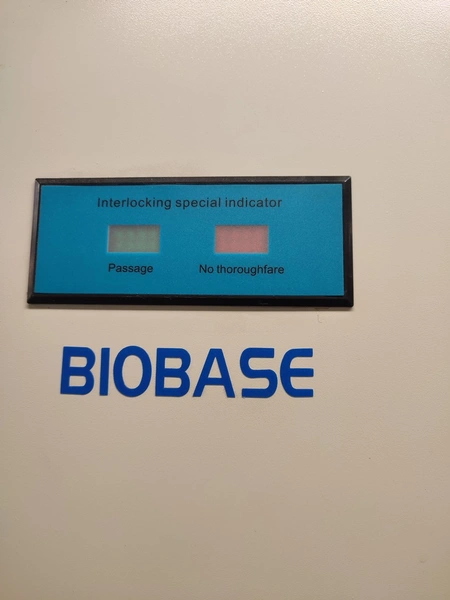 Interlocking special indicator
Passage
No thoroughfare
BIOBASE